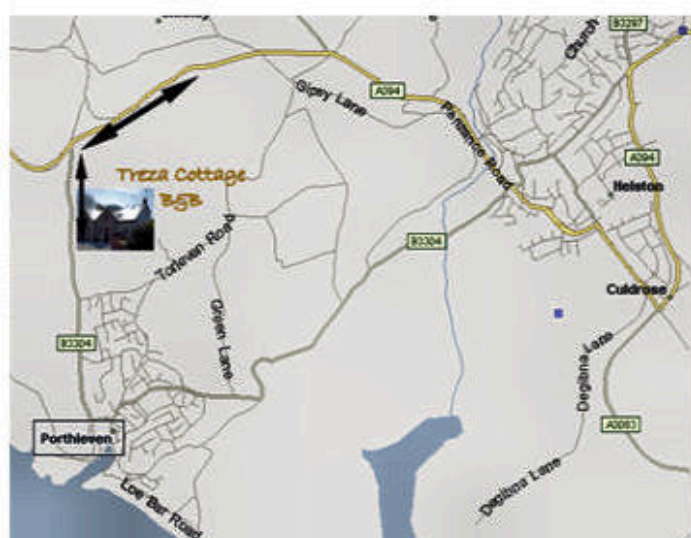 B3297
Church
Gipsy Lane
A394
Penzance Road
A394
Treza Cottage
B&B
Helston
Torleven Road
B3304
Culdrose
Green Lane
B3304
Degibna Lane
A3083
Porthleven
Degibna Lane
Loe Bar Road